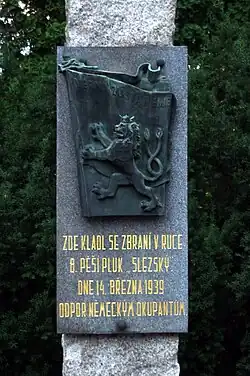 ZDE KLADL SE ZBRANÍ V RUCE
8. PĚŠÍ PLUK „SLEZSKÝ“
DNE 14. BŘEZNA 1939
ODPOR NĚMECKÝM OKUPANTŮM.